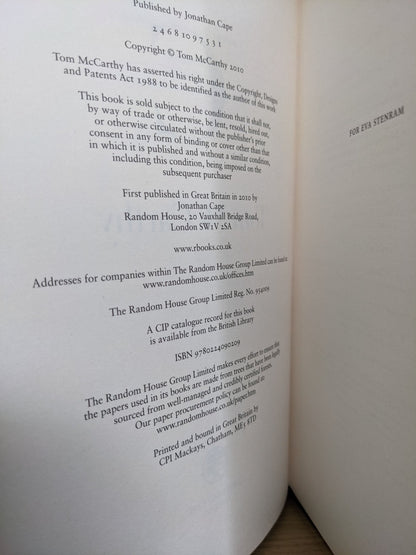 Published by Jonathan Cape
2 4 6 8 10 9 7 5 3 1
Copyright © Tom McCarthy 2010
Tom McCarthy has asserted his right under the Copyright, Designs
and Patents Act 1988 to be identified as the author of this work
This book is sold subject to the condition that it shall not,
by way of trade or otherwise, be lent, resold, hired out,
or otherwise circulated without the publisher's prior
consent in any form of binding or cover other than that
in which it is published and without a similar condition,
including this condition, being imposed on the
subsequent purchaser
First published in Great Britain in 2010 by
Jonathan Cape
Random House, 20 Vauxhall Bridge Road,
London SW1V 2SA
www.rbooks.co.uk
Addresses for companies within The Random House Group Limited can be found at:
www.randomhouse.co.uk/offices.htm
The Random House Group Limited Reg. No. 954009
A CIP catalogue record for this book
is available from the British Library
ISBN 9780224090209
The Random House Group Limited makes every effort to ensure that
the papers used in its books are made from trees that have been legally
sourced from well-managed and credibly certified forests.
Our paper procurement policy can be found at:
www.randomhouse.co.uk/paper.htm
Printed and bound in Great Britain by
CPI Mackays, Chatham, ME5 8TD
FOR EVA STENRAM